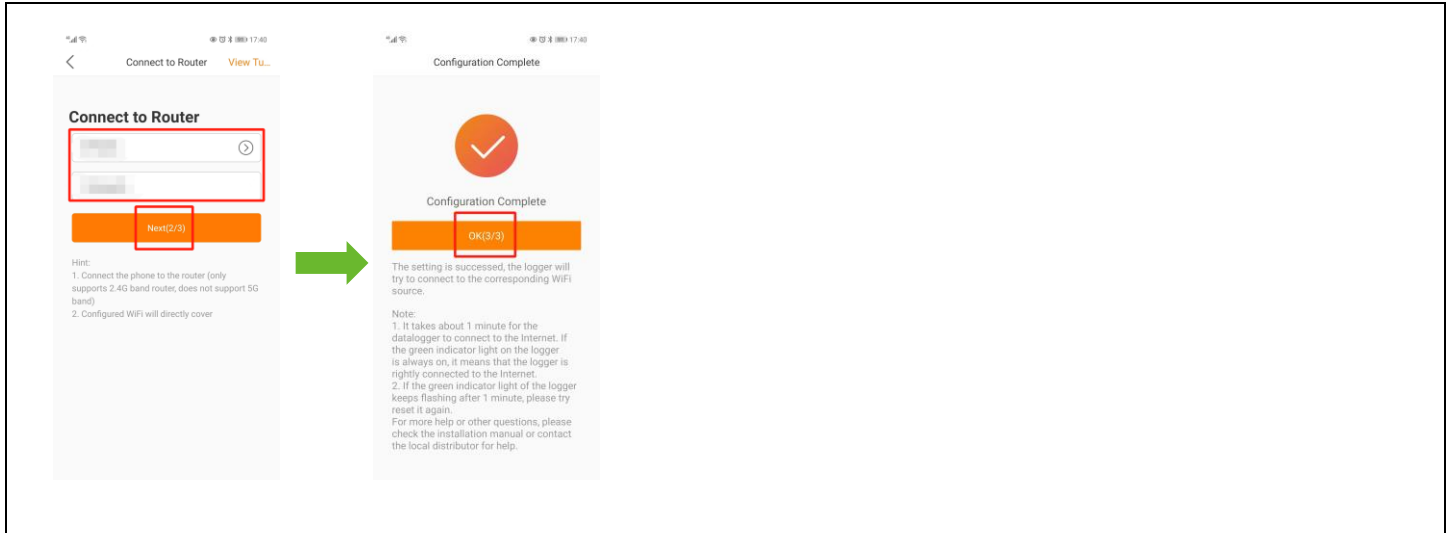 17:40
Connect to Router View Tu...
Connect to Router
Next(2/3)
Hint:
1. Connect the phone to the router (only
supports 2.4G band router, does not support 5G
band)
2. Configured WiFi will directly cover
17:40
Configuration Complete
Configuration Complete
OK(3/3)
The setting is successed, the logger will
try to connect to the corresponding WiFi
source.
Note:
1. It takes about 1 minute for the
datalogger to connect to the Internet. If
the green indicator light on the logger
is always on, it means that the logger is
rightly connected to the Internet.
2. If the green indicator light of the logger
keeps flashing after 1 minute, please try
reset it again.
For more help or other questions, please
check the installation manual or contact
the local distributor for help.